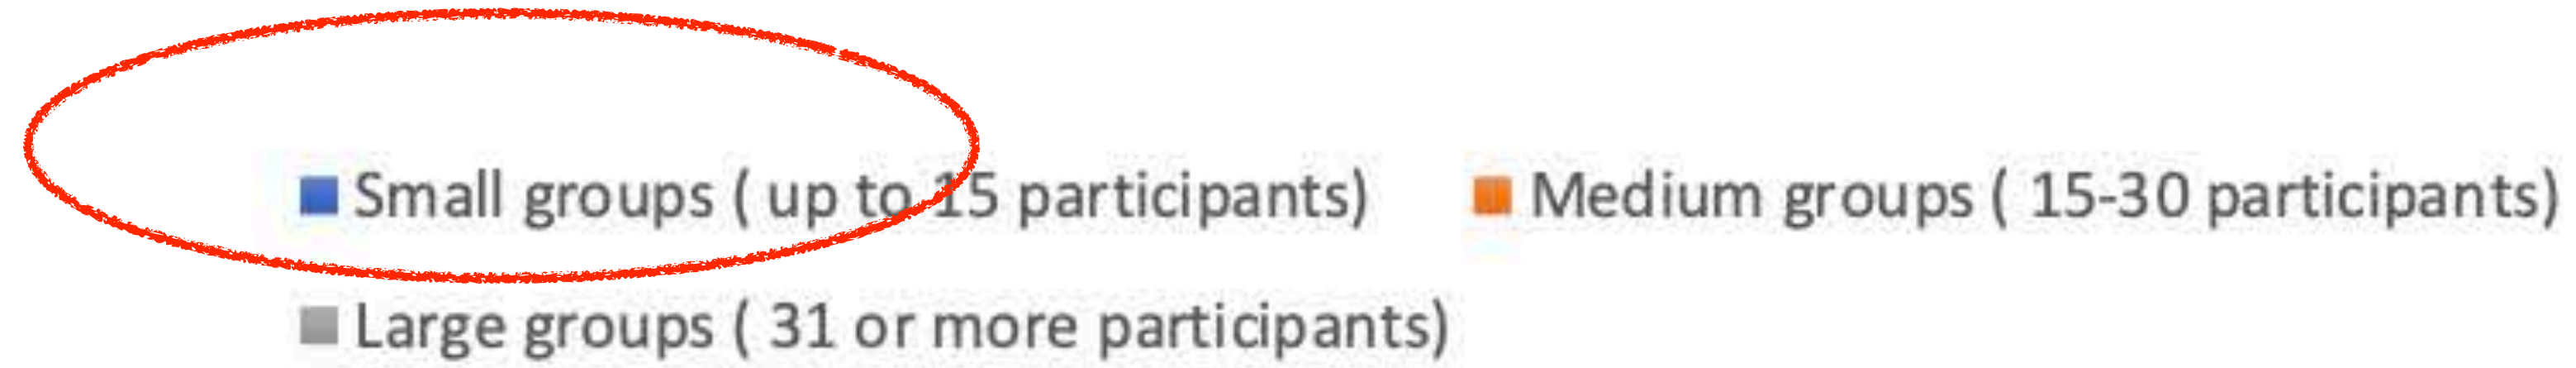 Small groups ( up to 15 participants) Medium groups ( 15-30 participants)
Large groups ( 31 or more participants)